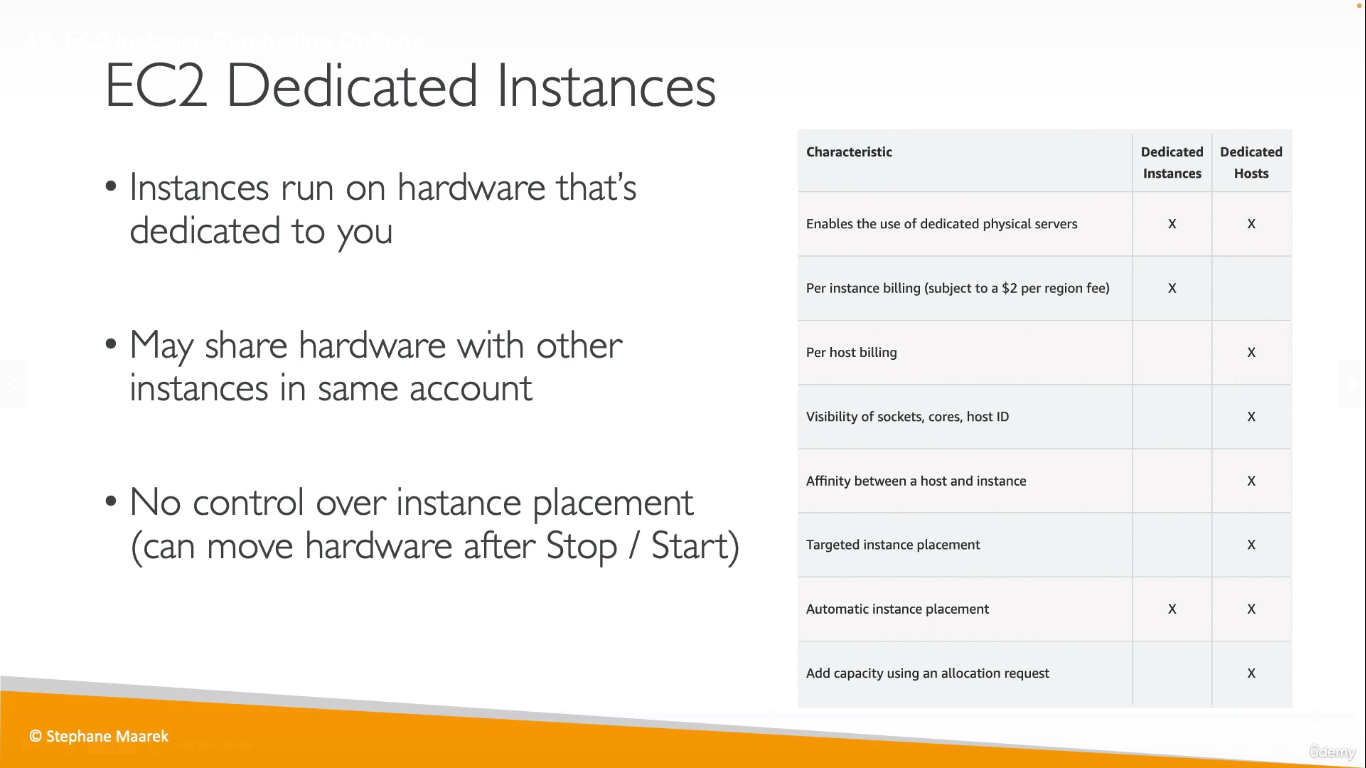 48. EC2 Instance Purchasing Options
EC2 Dedicated Instances
• Instances run on hardware that's
dedicated to you
• May share hardware with other
instances in same account
• No control over instance placement
(can move hardware after Stop / Start)
Characteristic Dedicated Instances Dedicated Hosts
Enables the use of dedicated physical servers X X
Per instance billing (subject to a $2 per region fee) X
Per host billing X
Visibility of sockets, cores, host ID X
Affinity between a host and instance X
Targeted instance placement X
Automatic instance placement X X
Add capacity using an allocation request X
© Stephane Maarek
ûdemy